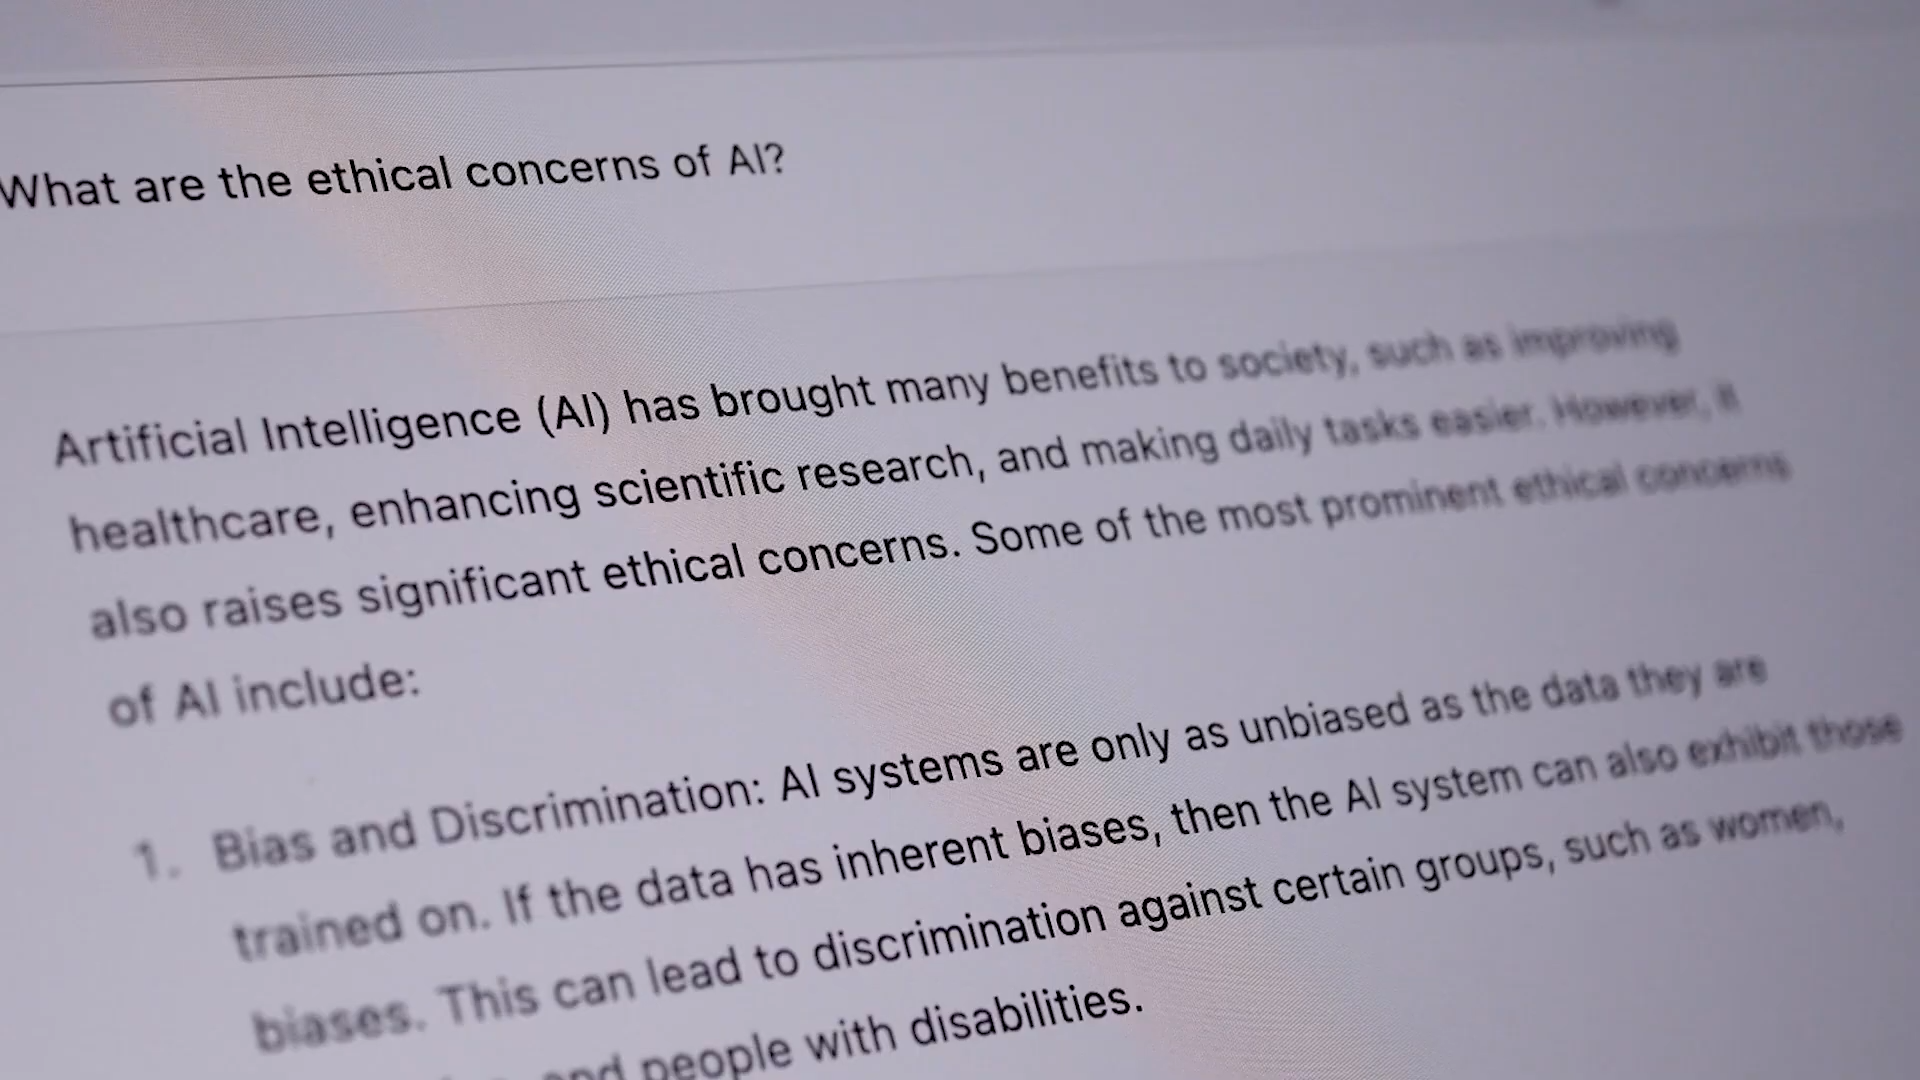 What are the ethical concerns of AI?
Artificial Intelligence (AI) has brought many benefits to society, such as improving
healthcare, enhancing scientific research, and making daily tasks easier. However, it
also raises significant ethical concerns. Some of the most prominent ethical concerns
of AI include:
1. Bias and Discrimination: AI systems are only as unbiased as the data they are
trained on. If the data has inherent biases, then the AI system can also exhibit those
biases. This can lead to discrimination against certain groups, such as women,
and people with disabilities.